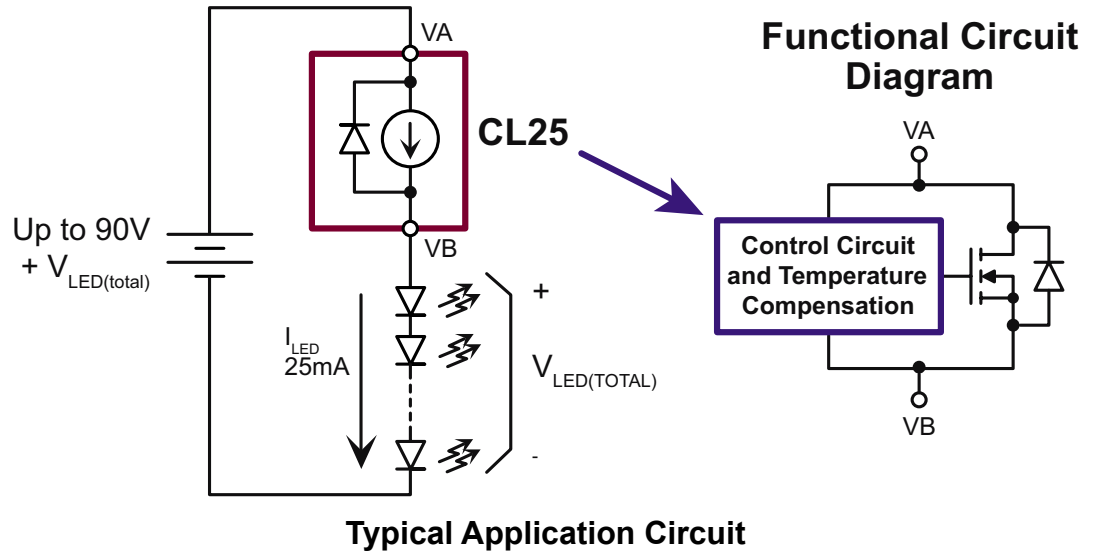 VA
Functional Circuit
Diagram
CL25
VA
Up to 90V
+ VLED(total)
VB
Control Circuit
and Temperature
Compensation
+
ILED
25mA
VLED(TOTAL)
VB
-
Typical Application Circuit